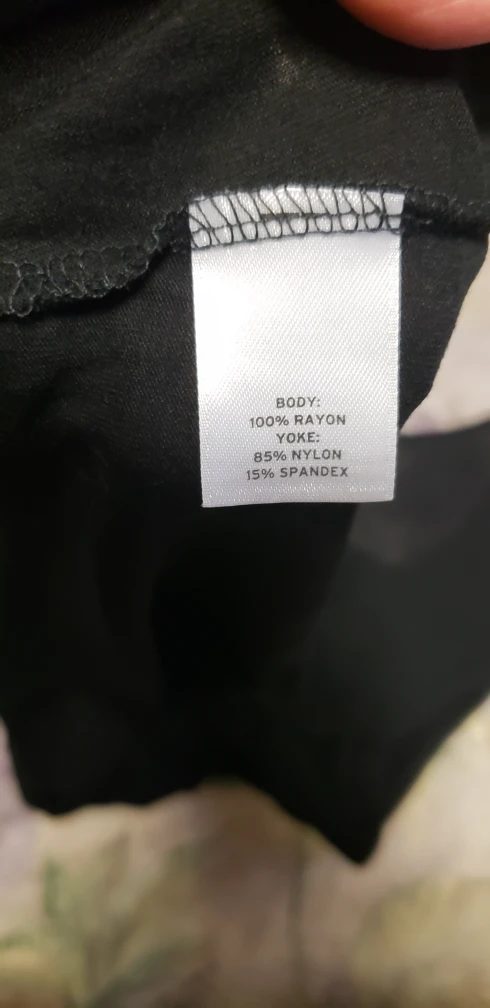 BODY:
100% RAYON
YOKE:
85% NYLON
15% SPANDEX